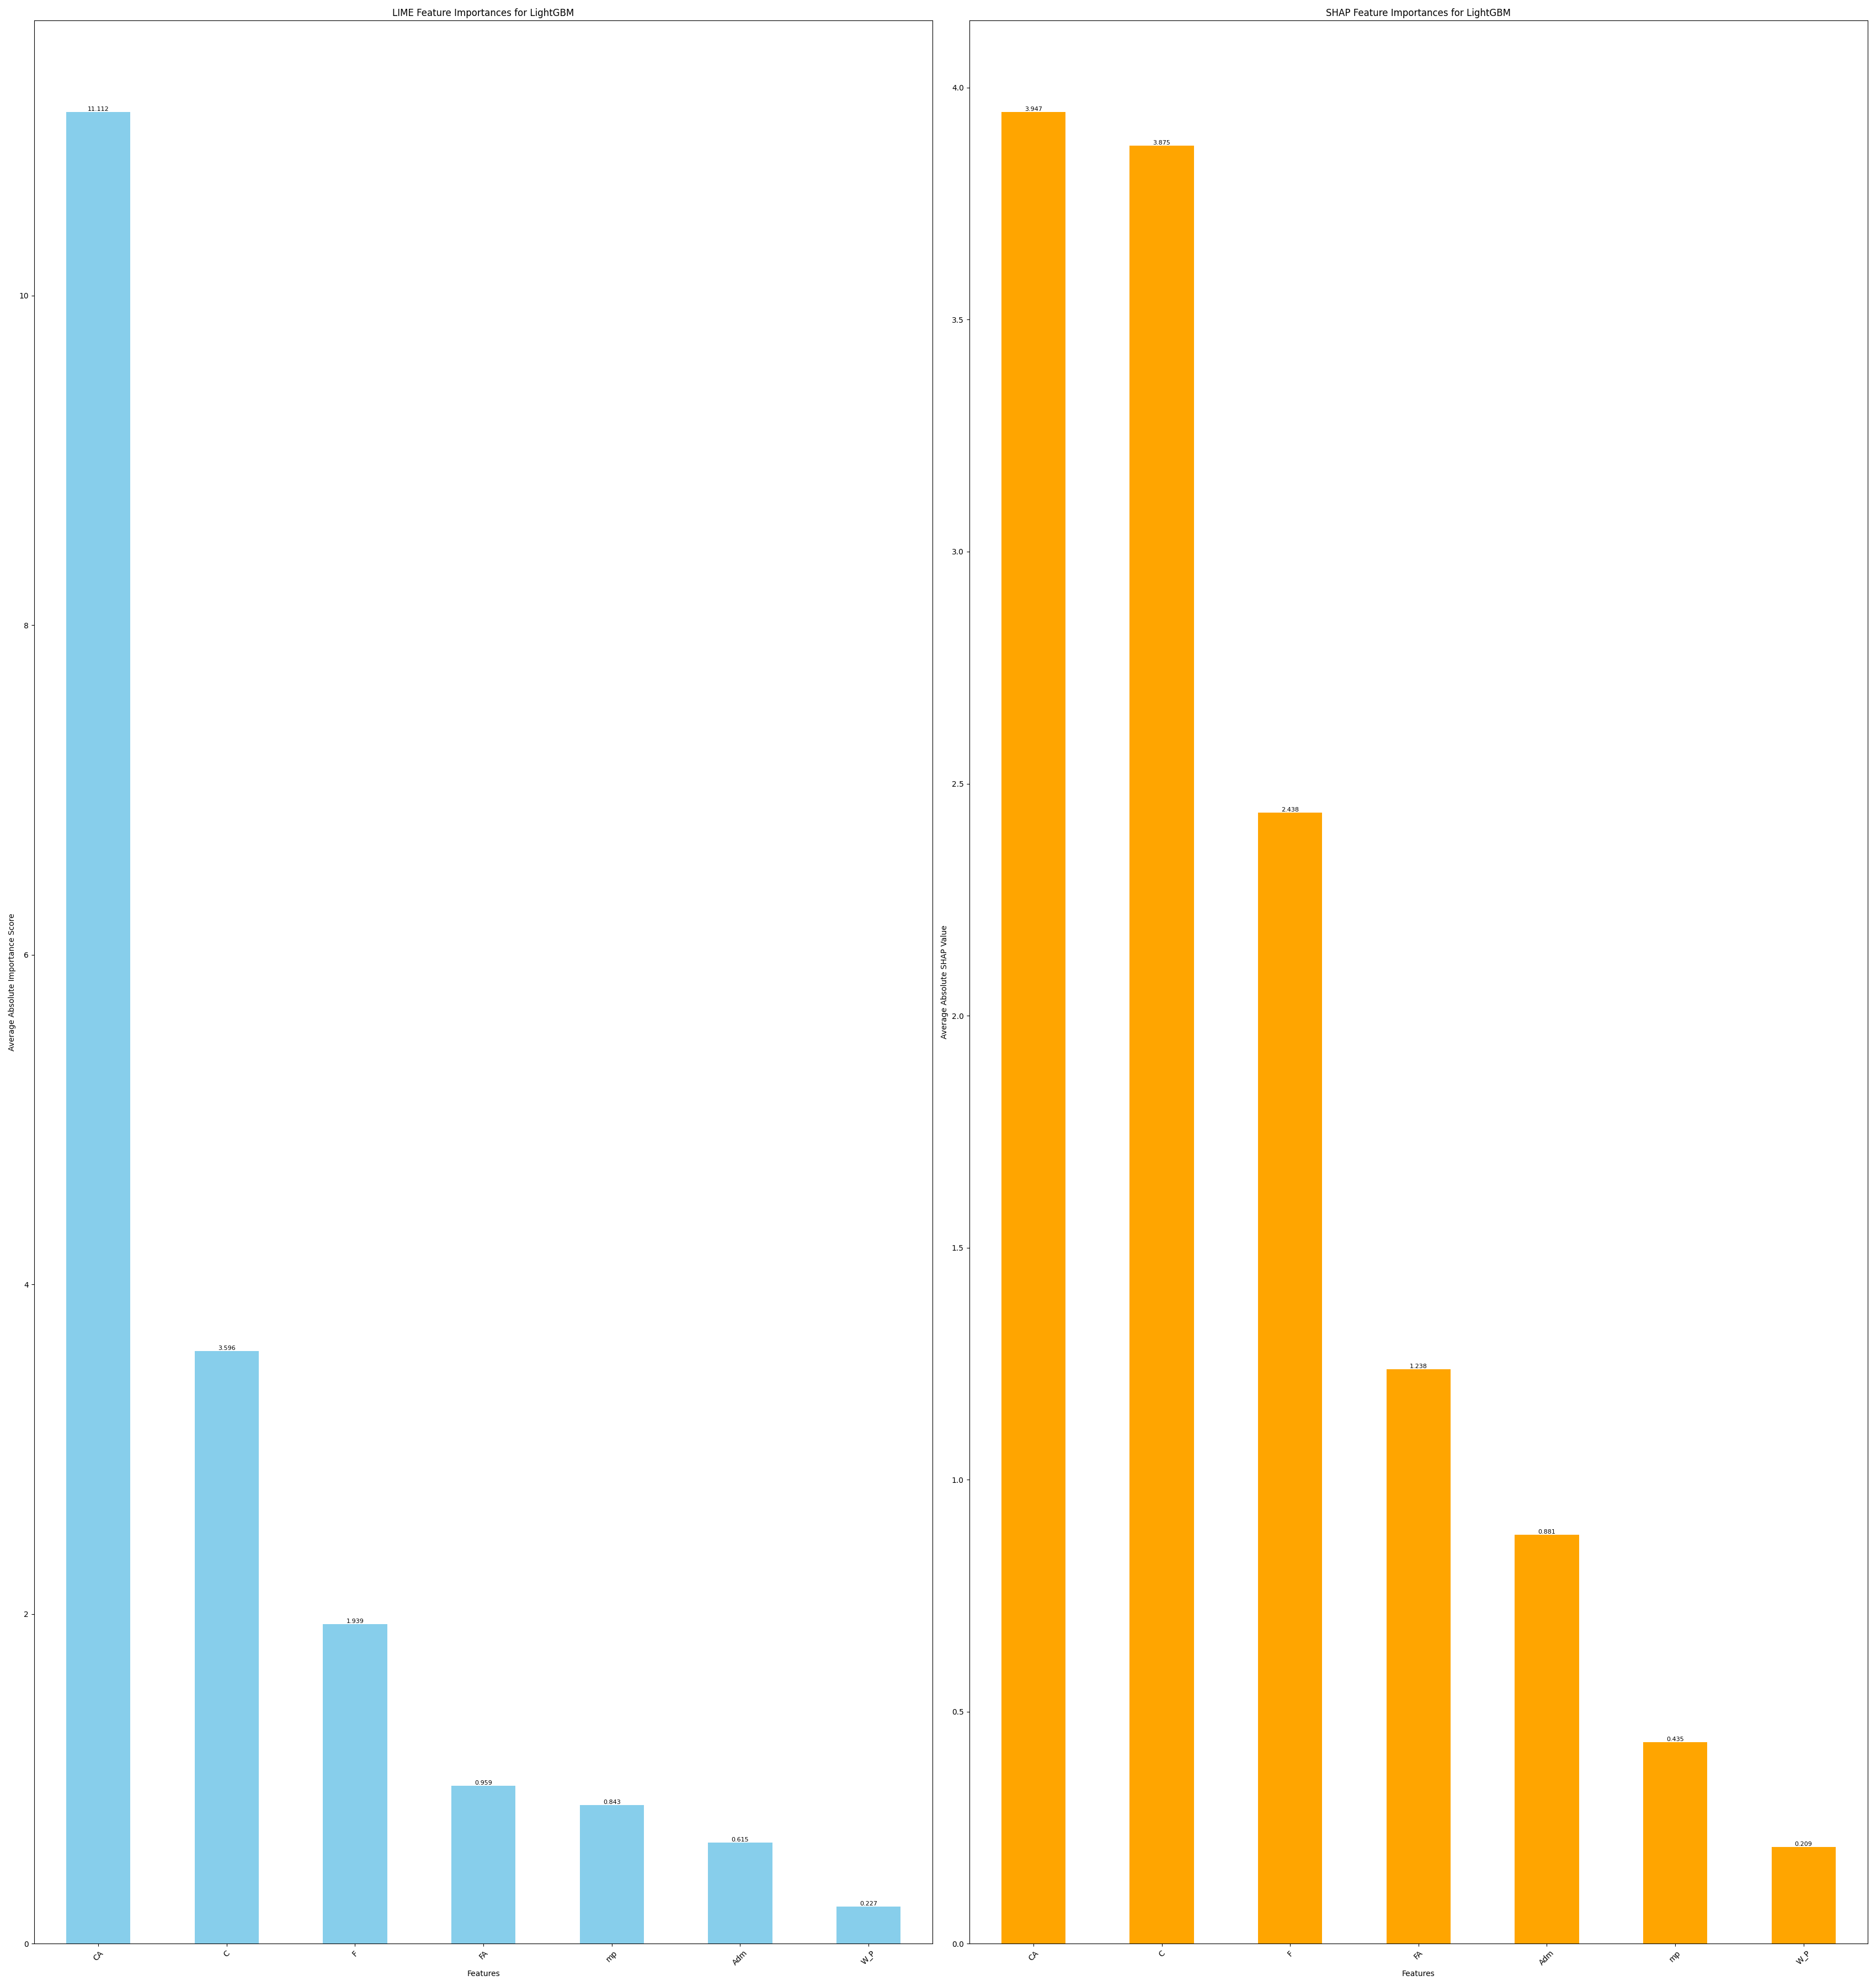 LIME Feature Importances for LightGBM
Average Absolute Importance Score
10
8
6
4
2
0
11.112
3.596
1.939
0.959
0.843
0.615
0.227
CA
C
F
FA
mp
Adm
W_P
Features
SHAP Feature Importances for LightGBM
Average Absolute SHAP Value
4.0
3.5
3.0
2.5
2.0
1.5
1.0
0.5
0.0
3.947
3.875
2.438
1.238
0.881
0.435
0.209
CA
C
F
FA
Adm
mp
W_P
Features